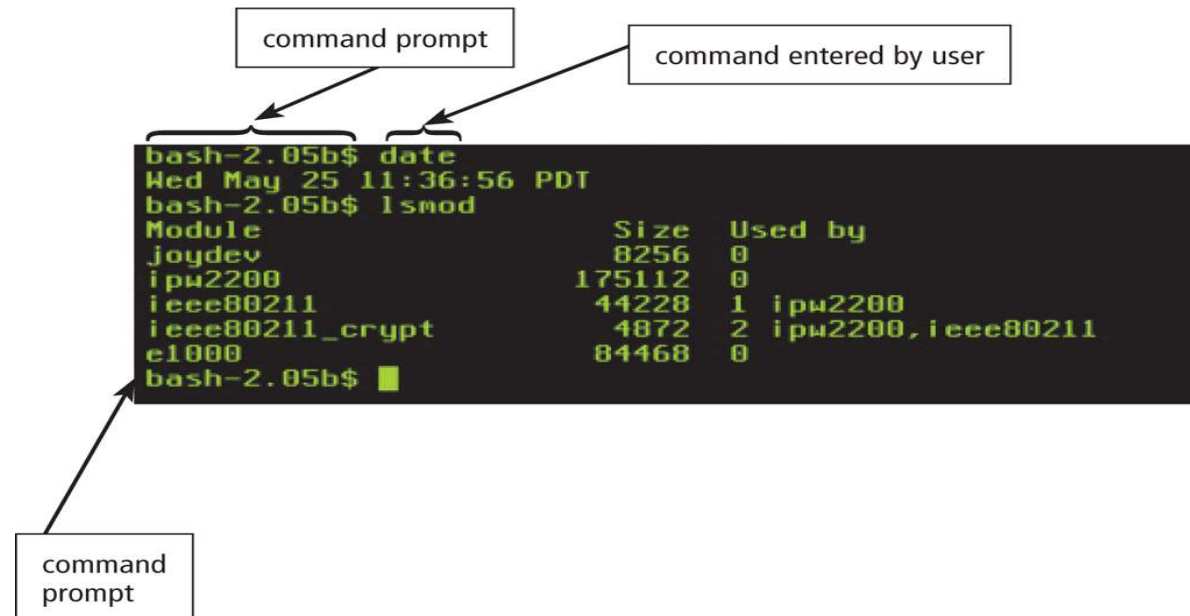 command prompt
command entered by user
bash-2.05b$ date
Wed May 25 11:36:56 PDT
bash-2.05b$ lsmod
Module Size Used by
joydev 8256 0
ipw2200 175112 0
ieee80211 44228 1 ipw2200
ieee80211_crypt 4872 2 ipw2200,ieee80211
e1000 84468 0
bash-2.05b$
command
prompt